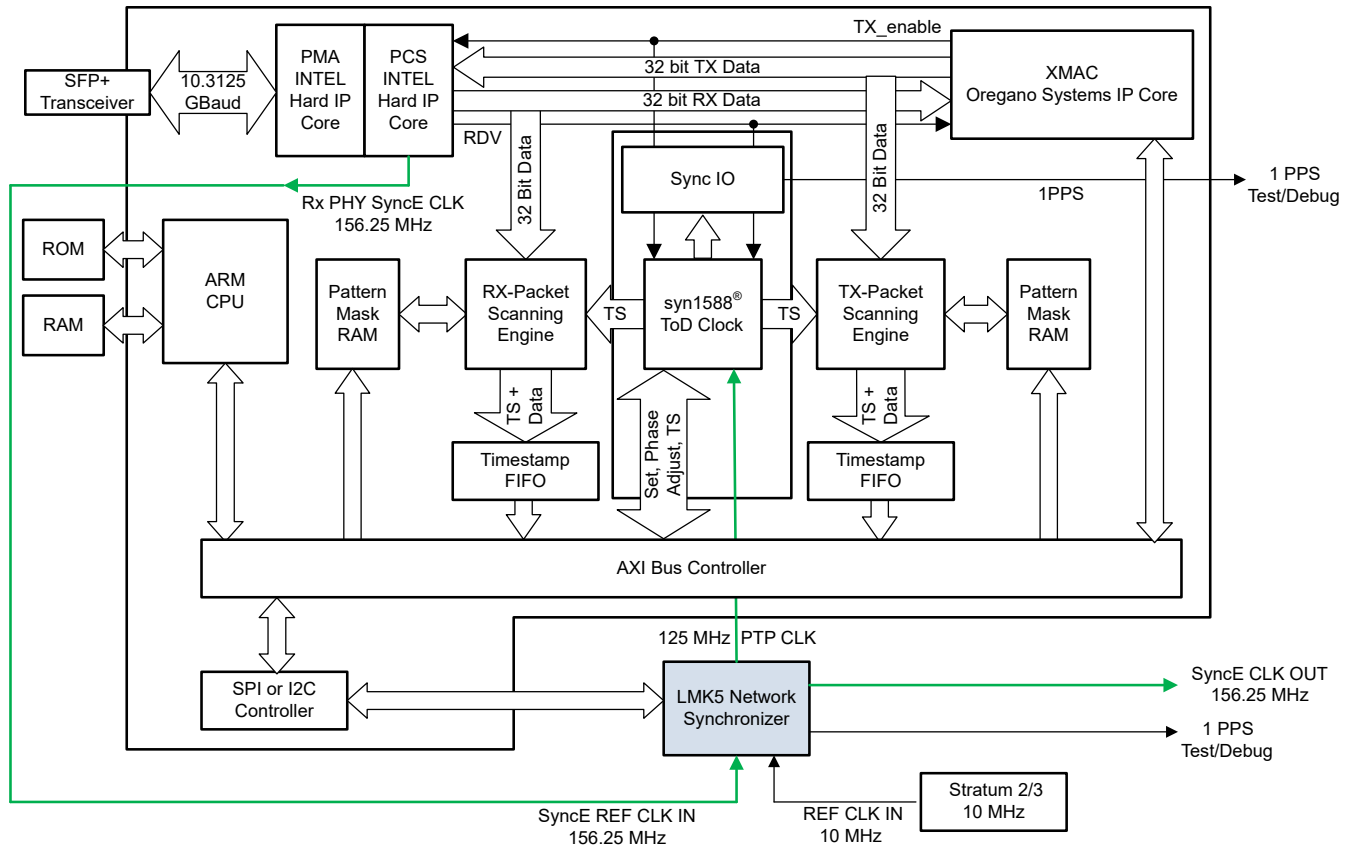 TX_enable
PMA
INTEL
Hard IP
Core
PCS
INTEL
Hard IP
Core
XMAC
Oregano Systems IP Core
SFP+
Transceiver
10.3125
GBaud
32 bit TX Data
32 bit RX Data
RDV
32 Bit Data
32 Bit Data
Sync IO
1PPS
1 PPS
Test/Debug
Rx PHY SyncE CLK
156.25 MHz
ROM
RAM
ARM
CPU
Pattern
Mask
RAM
RX-Packet
Scanning
Engine
TS
syn1588®
ToD Clock
TS
TX-Packet
Scanning
Engine
Pattern
Mask
RAM
TS +
Data
Set, Phase
Adjust, TS
TS +
Data
Timestamp
FIFO
Timestamp
FIFO
AXI Bus Controller
125 MHz PTP CLK
SPI or I2C
Controller
LMK5 Network
Synchronizer
SyncE CLK OUT
156.25 MHz
1 PPS
Test/Debug
SyncE REF CLK IN
156.25 MHz
REF CLK IN
10 MHz
Stratum 2/3
10 MHz